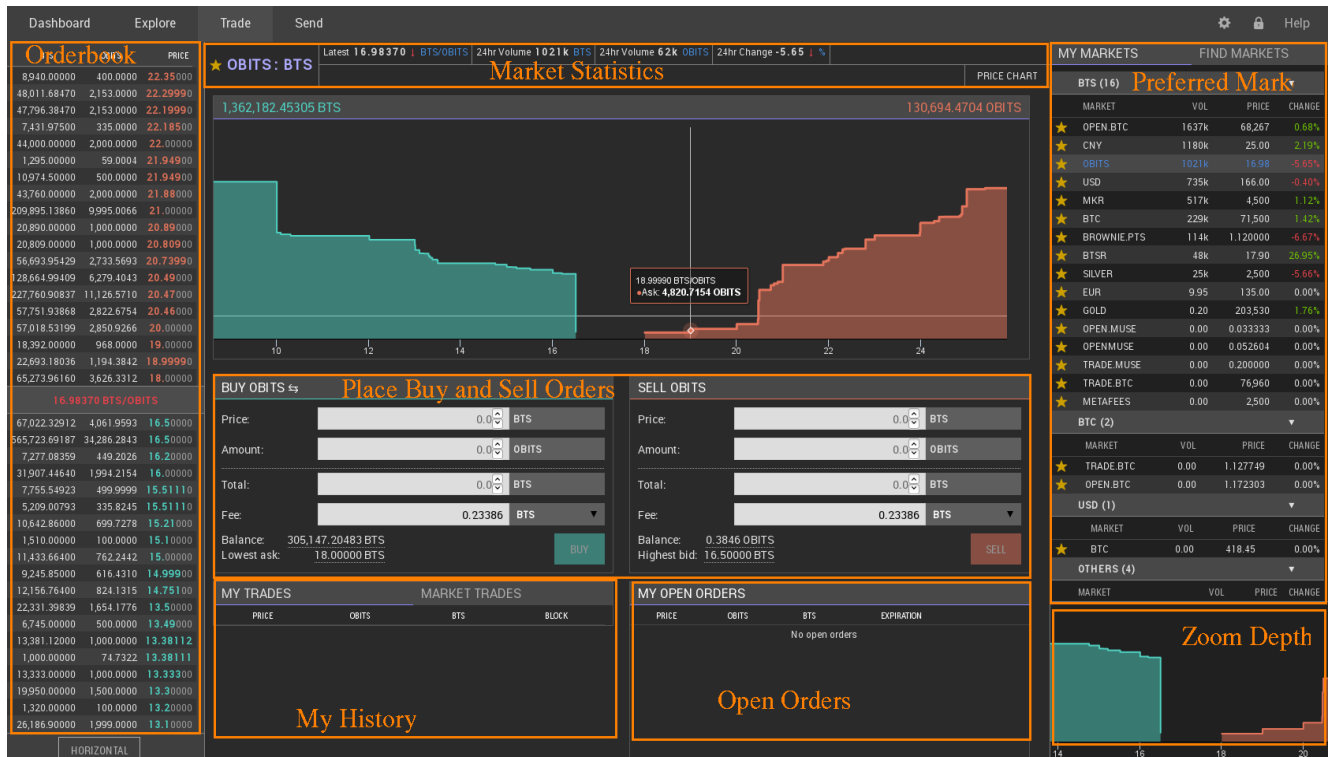 Dashboard Explore Trade Send Help
Orderbook
PRICE
8,940.00000 400.0000 22.35000
48,011.68470 2,153.0000 22.29990
47,796.38470 2,153.0000 22.19990
7,431.97500 335.0000 22.18500
44,000.00000 2,000.0000 22.00000
1,295.00000 59.0004 21.94900
10,974.50000 500.0000 21.94900
43,760.00000 2,000.0000 21.88000
209,895.13860 9,995.0066 21.00000
20,890.00000 1,000.0000 20.89000
20,809.00000 1,000.0000 20.80900
56,693.95429 2,733.5693 20.73990
128,664.99409 6,279.4043 20.49000
227,760.90837 11,126.5710 20.47000
57,751.93868 2,822.6754 20.46000
57,018.53199 2,850.9266 20.00000
18,392.00000 968.0000 19.00000
22,693.18036 1,194.3842 18.99990
65,273.96160 3,626.3312 18.00000
16.98370 BTS/OBITS
67,022.32912 4,061.9593 16.50000
565,723.69187 34,286.2843 16.50000
7,277.08359 449.2026 16.20000
31,907.44640 1,994.2154 16.00000
7,755.54923 499.9999 15.51110
5,209.00793 335.8245 15.51110
10,642.86000 699.7278 15.21000
1,510.00000 100.0000 15.10000
11,433.66400 762.2442 15.00000
9,245.85000 616.4310 14.99900
12,156.76400 824.1315 14.75100
22,331.39839 1,654.1776 13.50000
6,745.00000 500.0000 13.49000
13,381.12000 1,000.0000 13.38112
1,000.00000 74.7322 13.38111
13,333.00000 1,000.0000 13.33300
19,950.00000 1,500.0000 13.30000
1,320.00000 100.0000 13.20000
26,186.90000 1,999.0000 13.10000
HORIZONTAL
OBITS : BTS
Latest 16.98370 ↓ BTS/OBITS 24hr Volume 1021k BTS 24hr Volume 62k OBITS 24hr Change -5.65 ↓ %
Market Statistics
PRICE CHART
1,362,182.45305 BTS 130,694.4704 OBITS
18.99990 BTS/OBITS
●Ask: 4,820.7154 OBITS
10 12 14 16 18 20 22 24
Place Buy and Sell Orders
BUY OBITS ⇆
Price: 0.0 BTS
Amount: 0.0 OBITS
Total: 0.0 BTS
Fee: 0.23386 BTS ▼
Balance: 305,147.20483 BTS
Lowest ask: 18.00000 BTS
BUY
SELL OBITS
Price: 0.0 BTS
Amount: 0.0 OBITS
Total: 0.0 BTS
Fee: 0.23386 BTS ▼
Balance: 0.3846 OBITS
Highest bid: 16.50000 BTS
SELL
MY TRADES MARKET TRADES
PRICE OBITS BTS BLOCK
My History
MY OPEN ORDERS
PRICE OBITS BTS EXPIRATION
No open orders
Open Orders
MY MARKETS FIND MARKETS
BTS (16) Preferred Mark
MARKET VOL PRICE CHANGE
OPEN.BTC 1637k 68,267 0.68%
CNY 1180k 25.00 2.19%
OBITS 1021k 16.98 -5.65%
USD 735k 166.00 -0.40%
MKR 517k 4,500 1.12%
BTC 229k 71,500 1.42%
BROWNIE.PTS 114k 1.120000 -6.67%
BTSR 48k 17.90 26.95%
SILVER 25k 2,500 -5.66%
EUR 9.95 135.00 0.00%
GOLD 0.20 203,530 1.76%
OPEN.MUSE 0.00 0.033333 0.00%
OPENMUSE 0.00 0.052604 0.00%
TRADE.MUSE 0.00 0.200000 0.00%
TRADE.BTC 0.00 76,960 0.00%
METAFEES 0.00 2,500 0.00%
BTC (2) ▼
MARKET VOL PRICE CHANGE
TRADE.BTC 0.00 1.127749 0.00%
OPEN.BTC 0.00 1.172303 0.00%
USD (1) ▼
MARKET VOL PRICE CHANGE
BTC 0.00 418.45 0.00%
OTHERS (4) ▼
MARKET VOL PRICE CHANGE
Zoom Depth
14 16 18 20